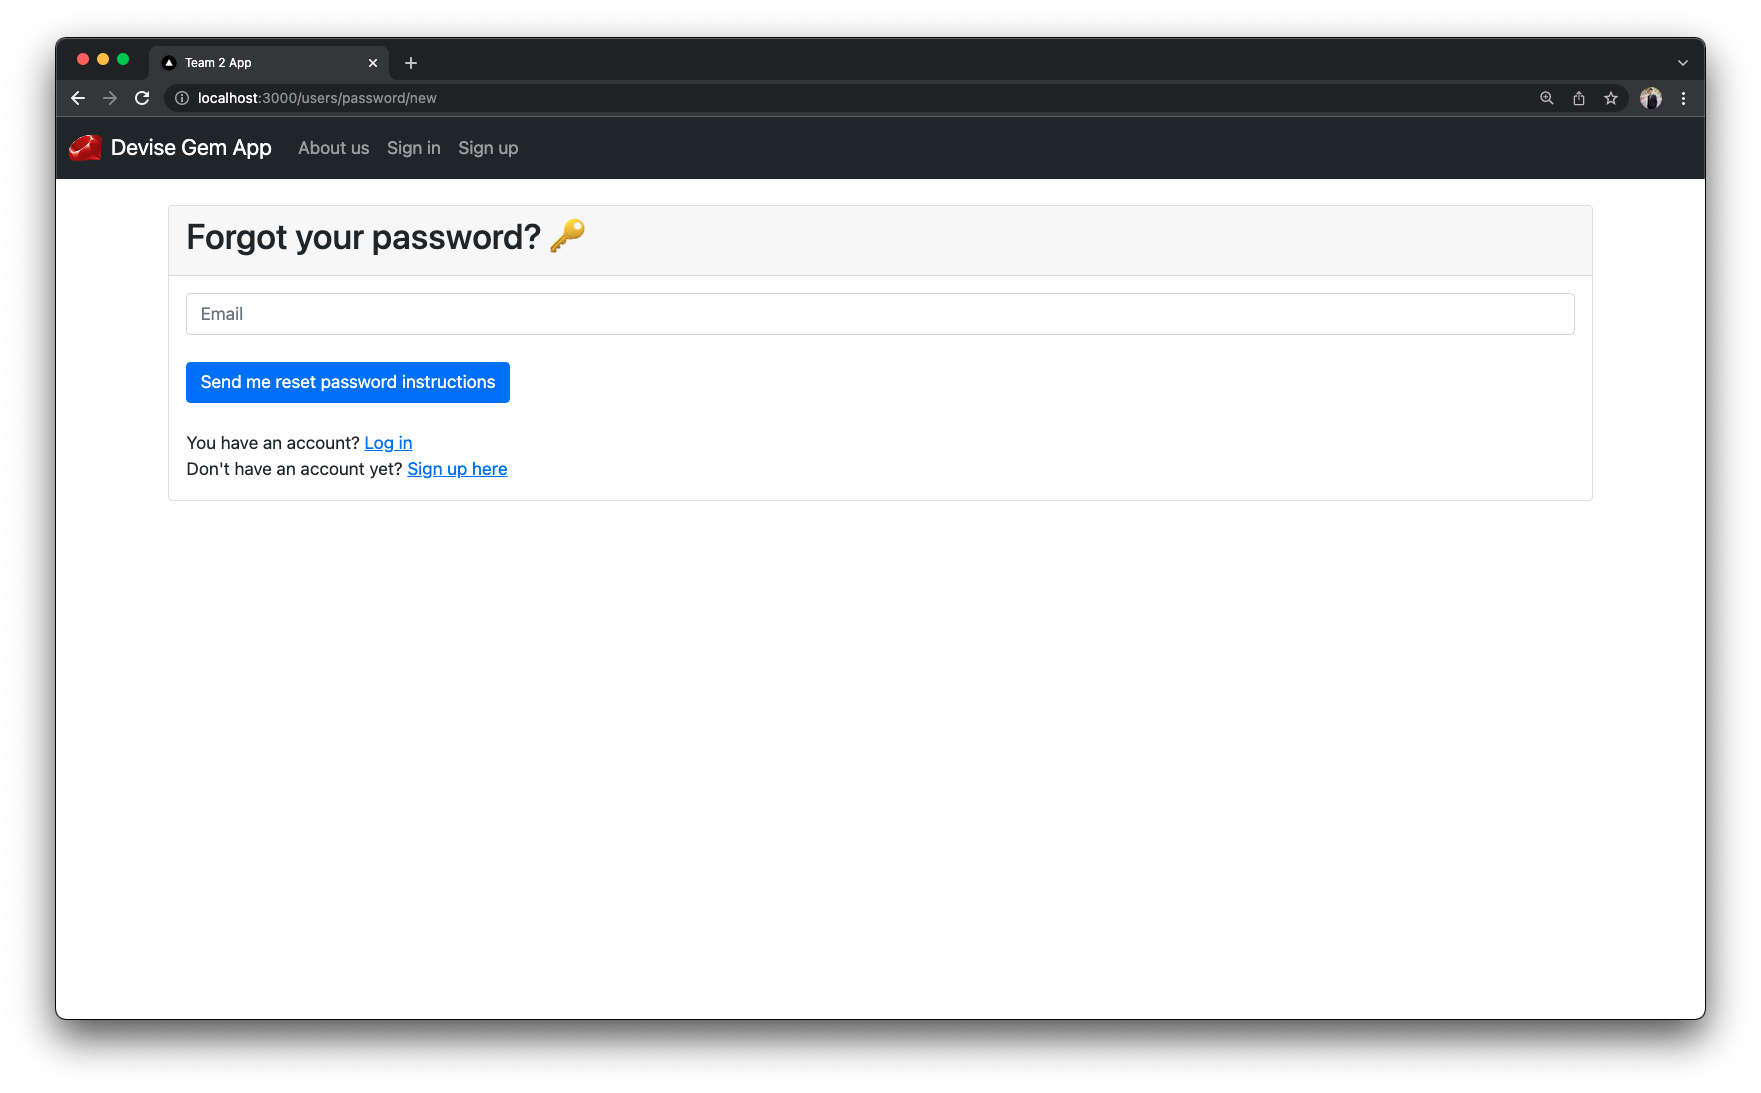 Team 2 App
localhost:3000/users/password/new
Devise Gem App About us Sign in Sign up
Forgot your password? 🔑
Email
Send me reset password instructions
You have an account? Log in
Don't have an account yet? Sign up here